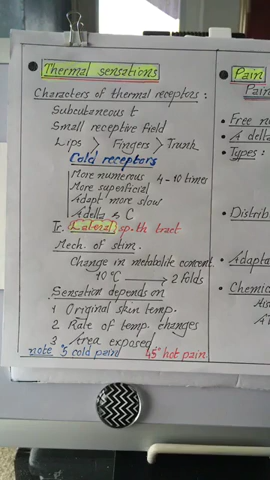 Thermal sensations
Characters of thermal receptors :
Subcutaneous t
Small receptive field
Lips > Fingers > Trunk
Cold receptors
More numerous 4-10 times
More superficial
Adapt more slow
A delta & C
Tr. Lateral sp. th tract
Mech. of stim.
Change in metabolite concent.
10 °C → 2 folds
Sensation depends on
1 Original skin temp.
2 Rate of temp. changes
3 Area exposed
note °5 cold pain 45° hot pain
Pain
Pain
Free
A delta
Types :
Distrib
Adapta
Chemic